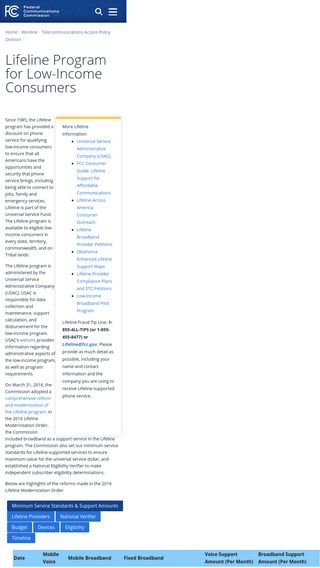 FCC Federal
Communications
Commission
Home / Wireline / Telecommunications Access Policy
Division /
Lifeline Program
for Low-Income
Consumers
Since 1985, the Lifeline
program has provided a
discount on phone
service for qualifying
low-income consumers
to ensure that all
Americans have the
opportunities and
security that phone
service brings, including
being able to connect to
jobs, family and
emergency services.
Lifeline is part of the
Universal Service Fund.
The Lifeline program is
available to eligible low-
income consumers in
every state, territory,
commonwealth, and on
Tribal lands.
The Lifeline program is
administered by the
Universal Service
Administrative Company
(USAC). USAC is
responsible for data
collection and
maintenance, support
calculation, and
disbursement for the
low-income program.
USAC's website provides
information regarding
administrative aspects of
the low-income program,
as well as program
requirements.
On March 31, 2016, the
Commission adopted a
comprehensive reform
and modernization of
the Lifeline program. In
the 2016 Lifeline
Modernization Order,
the Commission
included broadband as a support service in the Lifeline
program. The Commission also set out minimum service
standards for Lifeline-supported services to ensure
maximum value for the universal service dollar, and
established a National Eligibility Verifier to make
independent subscriber eligibility determinations.
Below are highlights of the reforms made in the 2016
Lifeline Modernization Order:
More Lifeline
Information:
Universal Service
Administrative
Company (USAC)
FCC Consumer
Guide: Lifeline
Support for
Affordable
Communications
Lifeline Across
America
Consumer
Outreach
Lifeline
Broadband
Provider Petitions
Oklahoma
Enhanced Lifeline
Support Maps
Lifeline Provider
Compliance Plans
and ETC Petitions
Low-Income
Broadband Pilot
Program
Lifeline Fraud Tip Line: 1-
855-4LL-TIPS (or 1-855-
455-8477) or
Lifeline@fcc.gov. Please
provide as much detail as
possible, including your
name and contact
information and the
company you are using to
receive Lifeline-supported
phone service.
Minimum Service Standards & Support Amounts
Lifeline Providers National Verifier
Budget Devices Eligibility
Timeline
Date Mobile Voice Mobile Broadband Fixed Broadband Voice Support Amount (Per Month) Broadband Support Amount (Per Month)